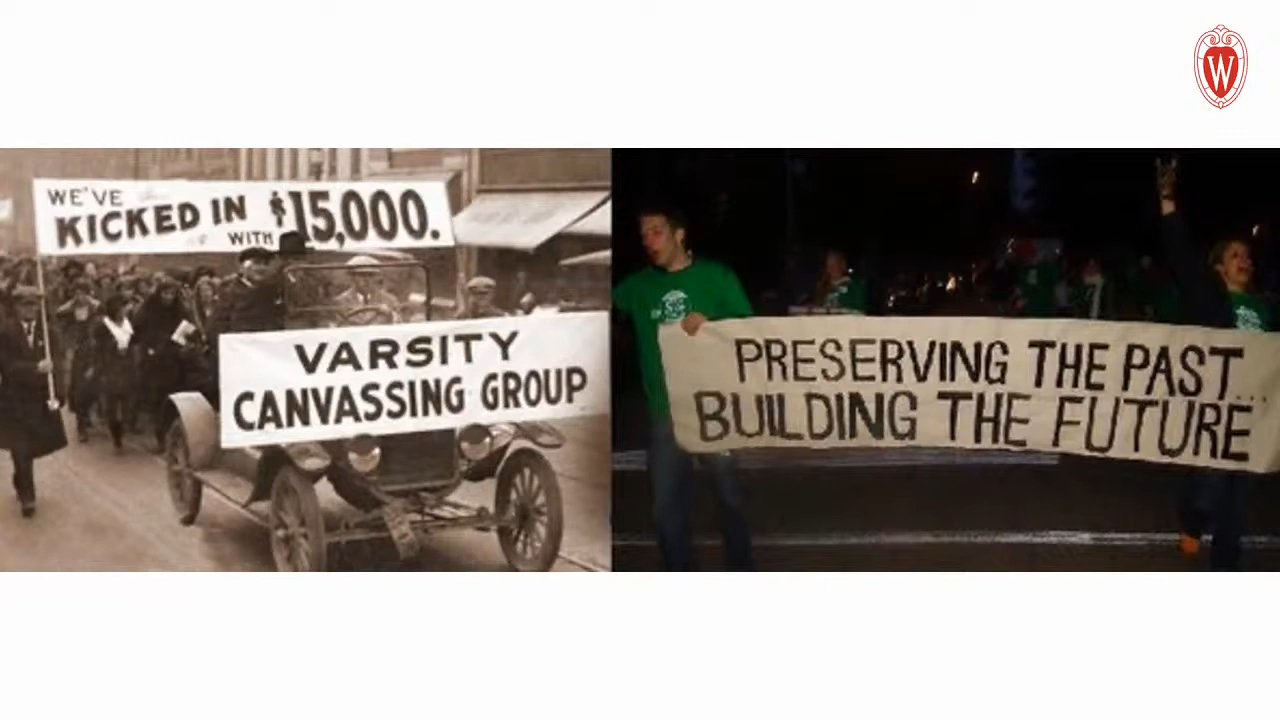 WE'VE
KICKED IN
WITH $15,000.
VARSITY
CANVASSING GROUP
PRESERVING THE PAST...
BUILDING THE FUTURE
W